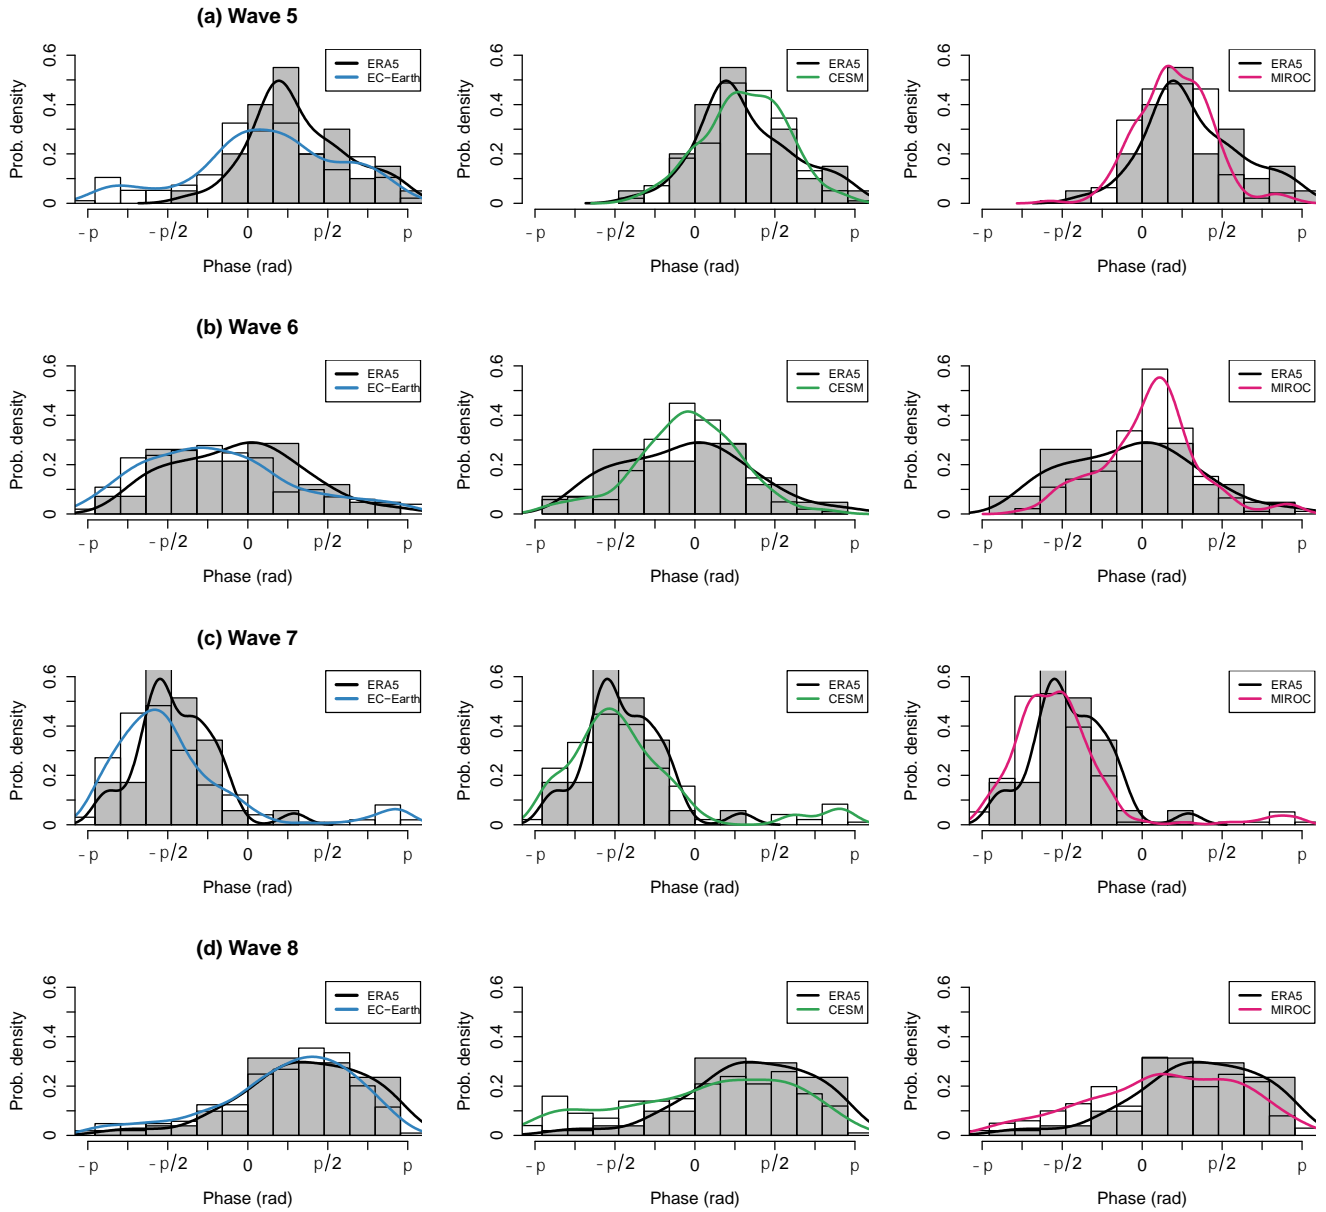 (a) Wave 5
Prob. density
0 0.2 0.4 0.6
ERA5
EC−Earth
-p -p/2 0 p/2 p
Phase (rad)
Prob. density
0 0.2 0.4 0.6
ERA5
CESM
-p -p/2 0 p/2 p
Phase (rad)
Prob. density
0 0.2 0.4 0.6
ERA5
MIROC
-p -p/2 0 p/2 p
Phase (rad)
(b) Wave 6
Prob. density
0 0.2 0.4 0.6
ERA5
EC−Earth
-p -p/2 0 p/2 p
Phase (rad)
Prob. density
0 0.2 0.4 0.6
ERA5
CESM
-p -p/2 0 p/2 p
Phase (rad)
Prob. density
0 0.2 0.4 0.6
ERA5
MIROC
-p -p/2 0 p/2 p
Phase (rad)
(c) Wave 7
Prob. density
0 0.2 0.4 0.6
ERA5
EC−Earth
-p -p/2 0 p/2 p
Phase (rad)
Prob. density
0 0.2 0.4 0.6
ERA5
CESM
-p -p/2 0 p/2 p
Phase (rad)
Prob. density
0 0.2 0.4 0.6
ERA5
MIROC
-p -p/2 0 p/2 p
Phase (rad)
(d) Wave 8
Prob. density
0 0.2 0.4 0.6
ERA5
EC−Earth
-p -p/2 0 p/2 p
Phase (rad)
Prob. density
0 0.2 0.4 0.6
ERA5
CESM
-p -p/2 0 p/2 p
Phase (rad)
Prob. density
0 0.2 0.4 0.6
ERA5
MIROC
-p -p/2 0 p/2 p
Phase (rad)